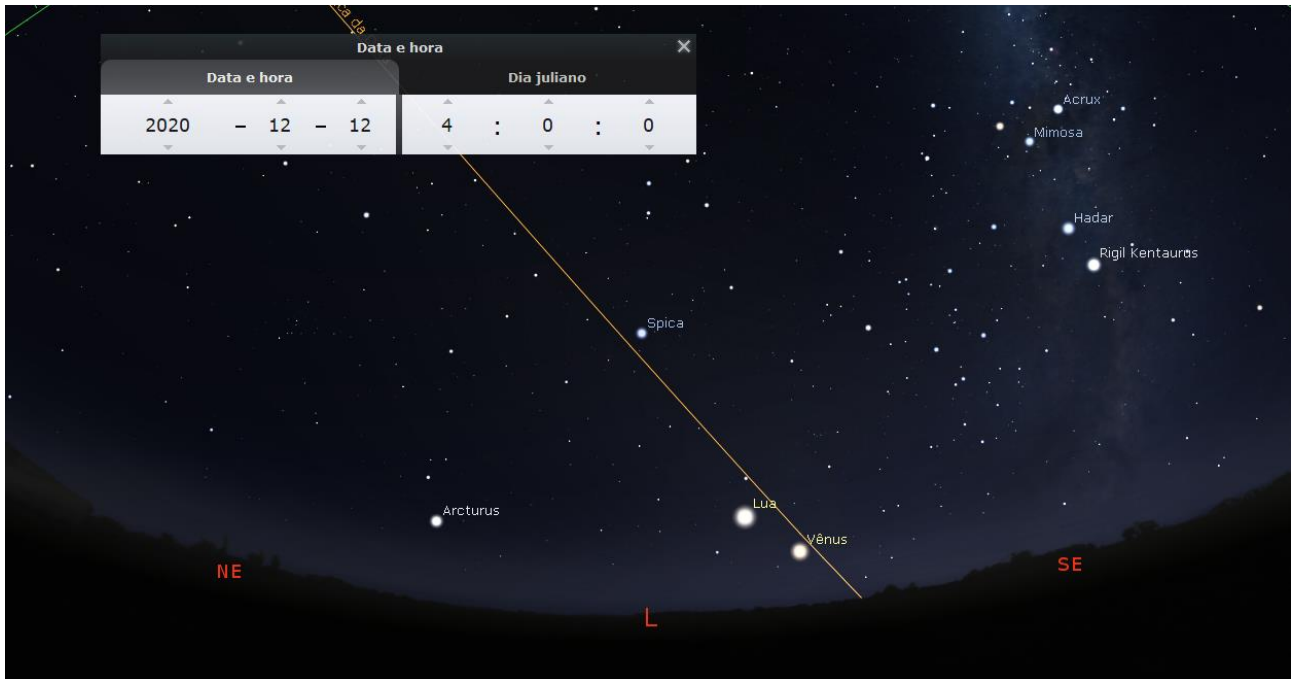 Data e hora
×
Data e hora
Dia juliano
2020 – 12 – 12
4 : 0 : 0
Acrux
Mimosa
Hadar
Rigil Kentaurus
Spica
Lua
Arcturus
Vênus
NE
SE
L